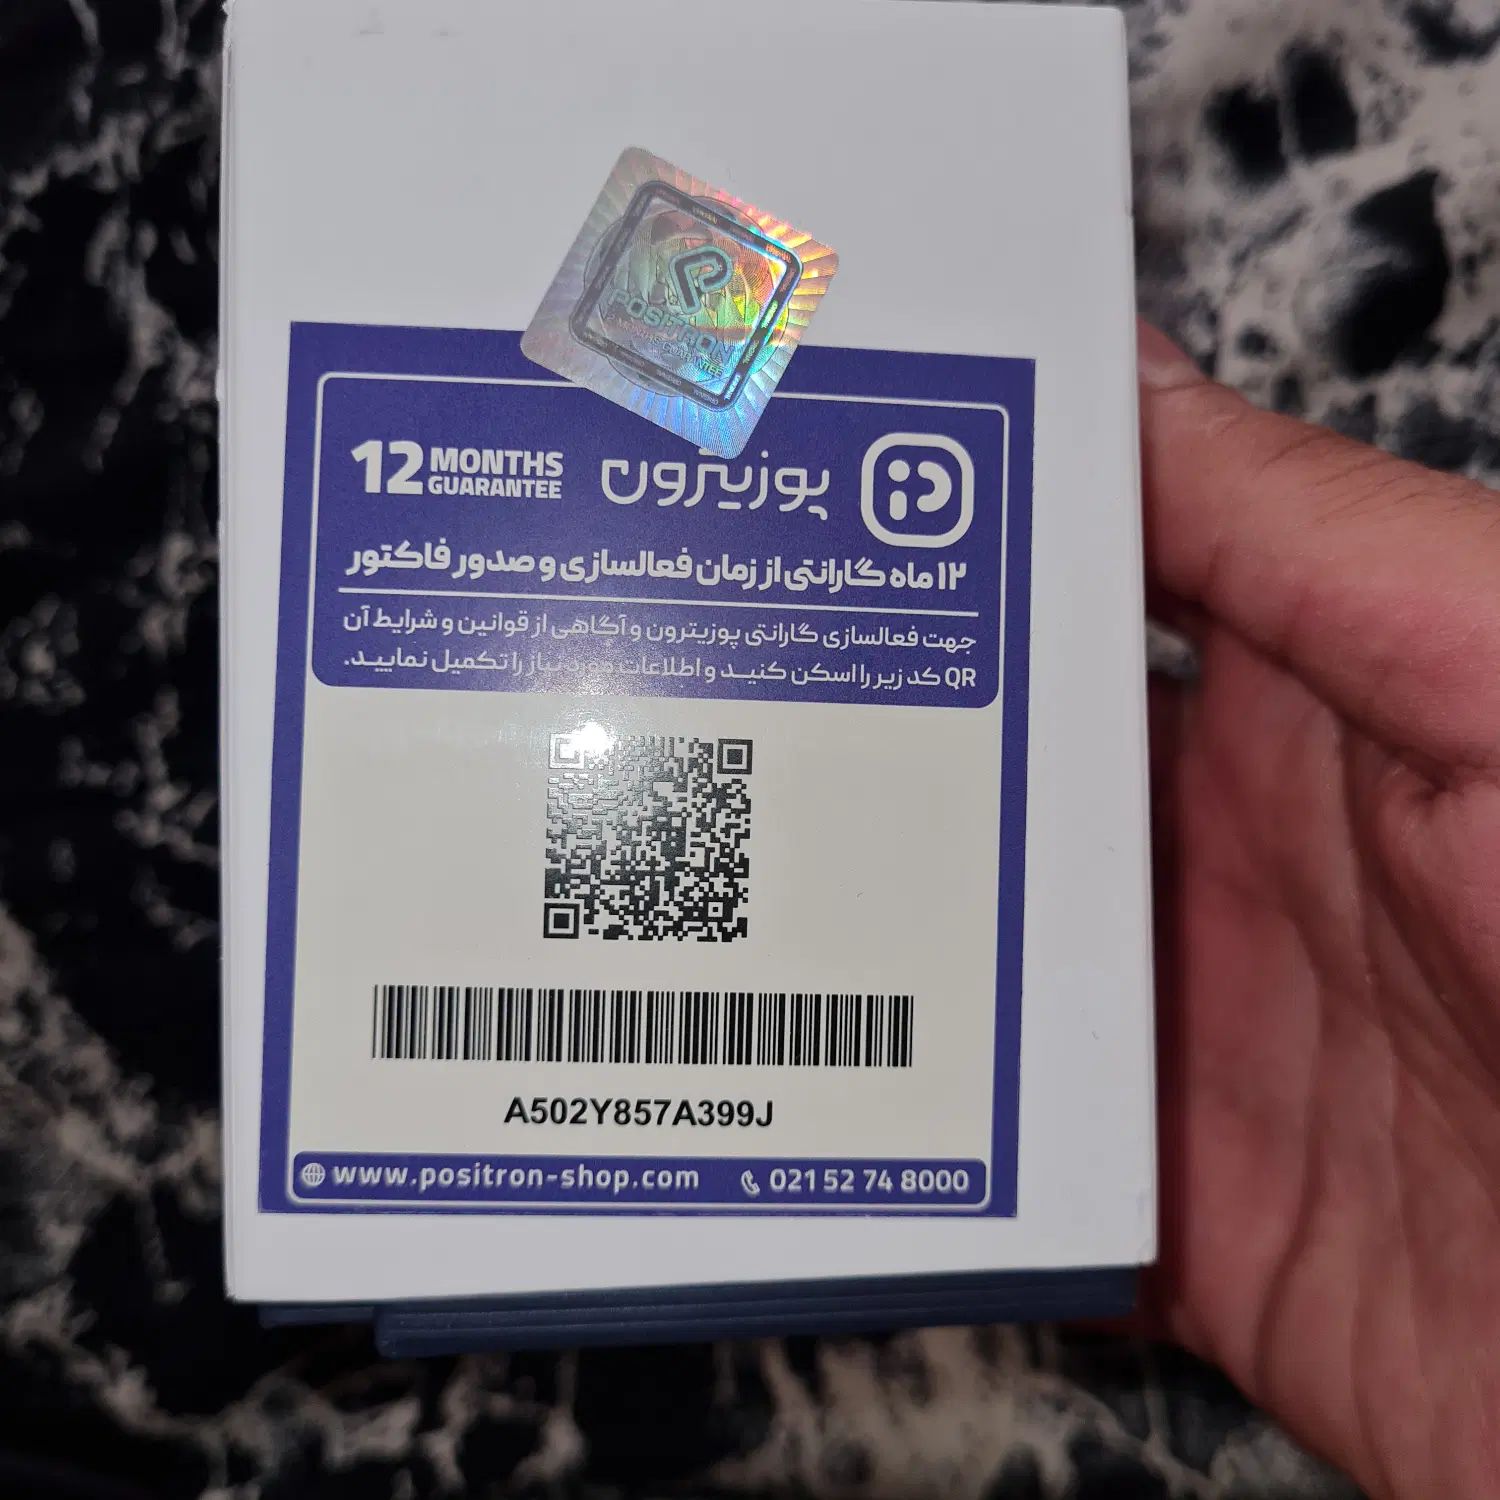 POSITRON
12 MONTHS
GUARANTEE
پوزیترون
۱۲ ماه گارانتی از زمان فعالسازی و صدور فاکتور
جهت فعالسازی گارانتی پوزیترون و آگاهی از قوانین و شرایط آن
QR کد زیر را اسکن کنید و اطلاعات مورد نیاز را تکمیل نمایید.
A502Y857A399J
www.positron-shop.com
021 52 74 8000